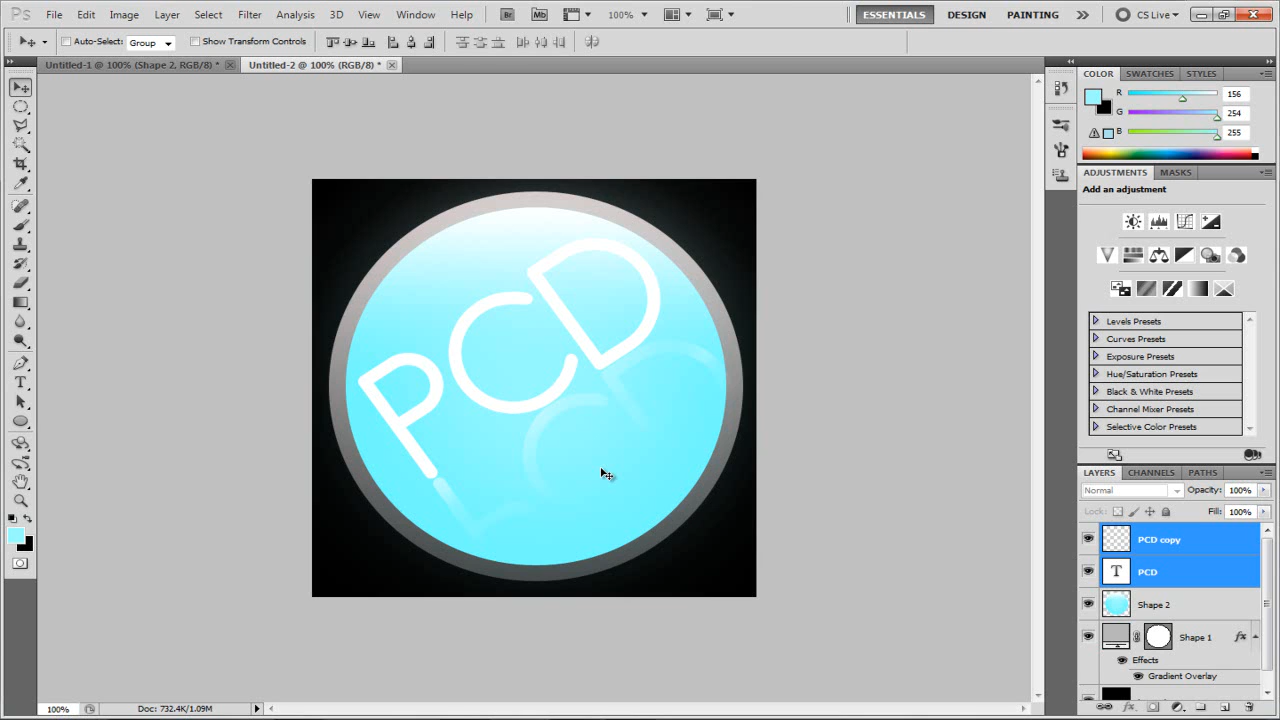 Ps File Edit Image Layer Select Filter Analysis 3D View Window Help Br Mb 100% ESSENTIALS DESIGN PAINTING CS Live
Auto-Select: Group Show Transform Controls
Untitled-1 @ 100% (Shape 2, RGB/8) * Untitled-2 @ 100% (RGB/8) *
COLOR SWATCHES STYLES
R 156
G 254
B 255
ADJUSTMENTS MASKS
Add an adjustment
PCD
Levels Presets
Curves Presets
Exposure Presets
Hue/Saturation Presets
Black & White Presets
Channel Mixer Presets
Selective Color Presets
LAYERS CHANNELS PATHS
Normal Opacity: 100%
Lock: Fill: 100%
PCD copy
T PCD
Shape 2
Shape 1 fx
Effects
Gradient Overlay
100% Doc: 732.4K/1.09M